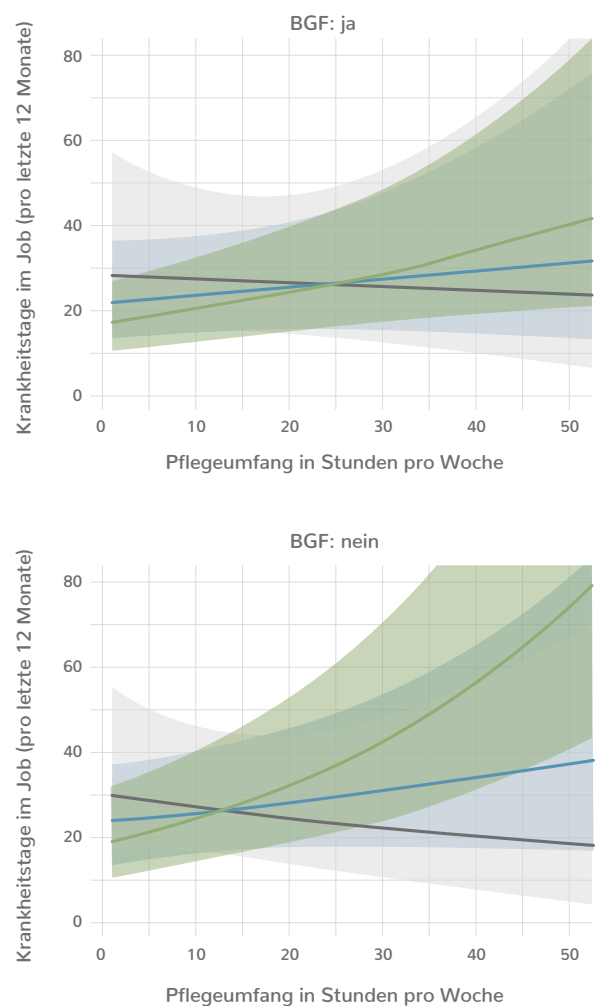 BGF: ja
Krankheitstage im Job (pro letzte 12 Monate)
80
60
40
20
0
0 10 20 30 40 50
Pflegeumfang in Stunden pro Woche
BGF: nein
Krankheitstage im Job (pro letzte 12 Monate)
80
60
40
20
0
0 10 20 30 40 50
Pflegeumfang in Stunden pro Woche